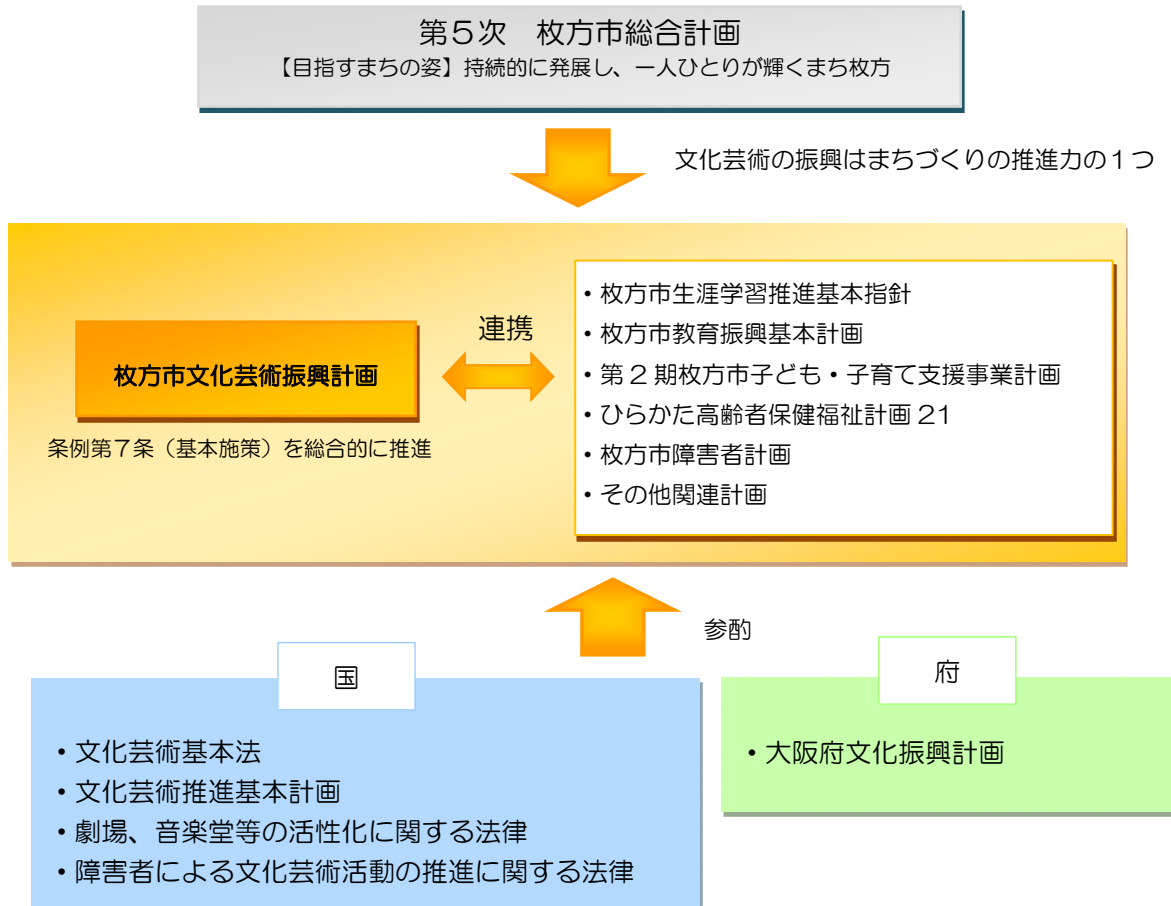 第５次　枚方市総合計画
【目指すまちの姿】持続的に発展し、一人ひとりが輝くまち枚方
文化芸術の振興はまちづくりの推進力の１つ
枚方市文化芸術振興計画
条例第７条（基本施策）を総合的に推進
連携
・枚方市生涯学習推進基本指針
・枚方市教育振興基本計画
・第２期枚方市子ども・子育て支援事業計画
・ひらかた高齢者保健福祉計画 21
・枚方市障害者計画
・その他関連計画
参酌
国
・文化芸術基本法
・文化芸術推進基本計画
・劇場、音楽堂等の活性化に関する法律
・障害者による文化芸術活動の推進に関する法律
府
・大阪府文化振興計画